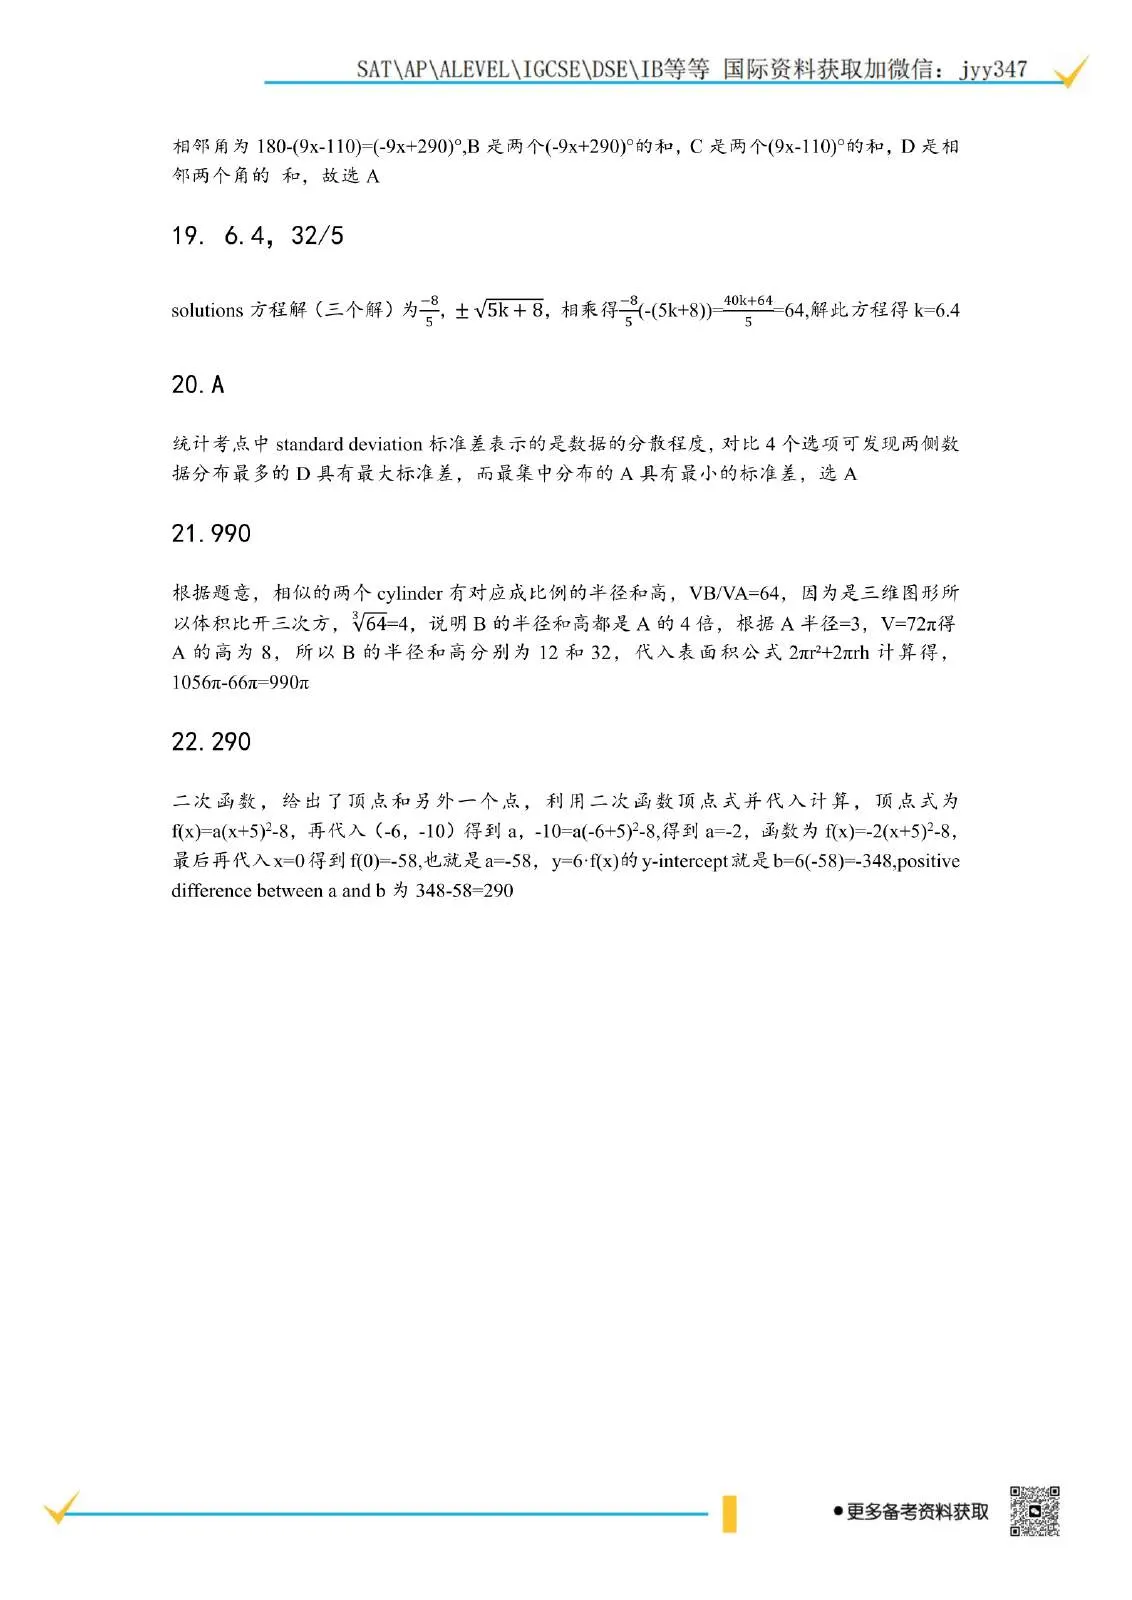 SAT\AP\ALEVEL\IGCSE\DSE\IB等等 国际资料获取加微信：jyy347
相邻角为 180-(9x-110)=(-9x+290)°,B 是两个(-9x+290)°的和，C 是两个(9x-110)°的和，D 是相
邻两个角的 和，故选 A
19. 6.4，32/5
solutions 方程解（三个解）为-8/5，±√(5k+8)，相乘得-8/5(-(5k+8))=(40k+64)/5=64,解此方程得 k=6.4
20.A
统计考点中 standard deviation 标准差表示的是数据的分散程度，对比 4 个选项可发现两侧数
据分布最多的 D 具有最大标准差，而最集中分布的 A 具有最小的标准差，选 A
21.990
根据题意，相似的两个 cylinder 有对应成比例的半径和高，VB/VA=64，因为是三维图形所
以体积比开三次方，∛64=4，说明 B 的半径和高都是 A 的 4 倍，根据 A 半径=3，V=72π得
A 的高为 8，所以 B 的半径和高分别为 12 和 32，代入表面积公式 2πr²+2πrh 计算得，
1056π-66π=990π
22.290
二次函数，给出了顶点和另外一个点，利用二次函数顶点式并代入计算，顶点式为
f(x)=a(x+5)²-8，再代入（-6，-10）得到 a，-10=a(-6+5)²-8,得到 a=-2，函数为 f(x)=-2(x+5)²-8，
最后再代入 x=0 得到 f(0)=-58,也就是 a=-58，y=6·f(x)的 y-intercept 就是 b=6(-58)=-348,positive
difference between a and b 为 348-58=290
●更多备考资料获取